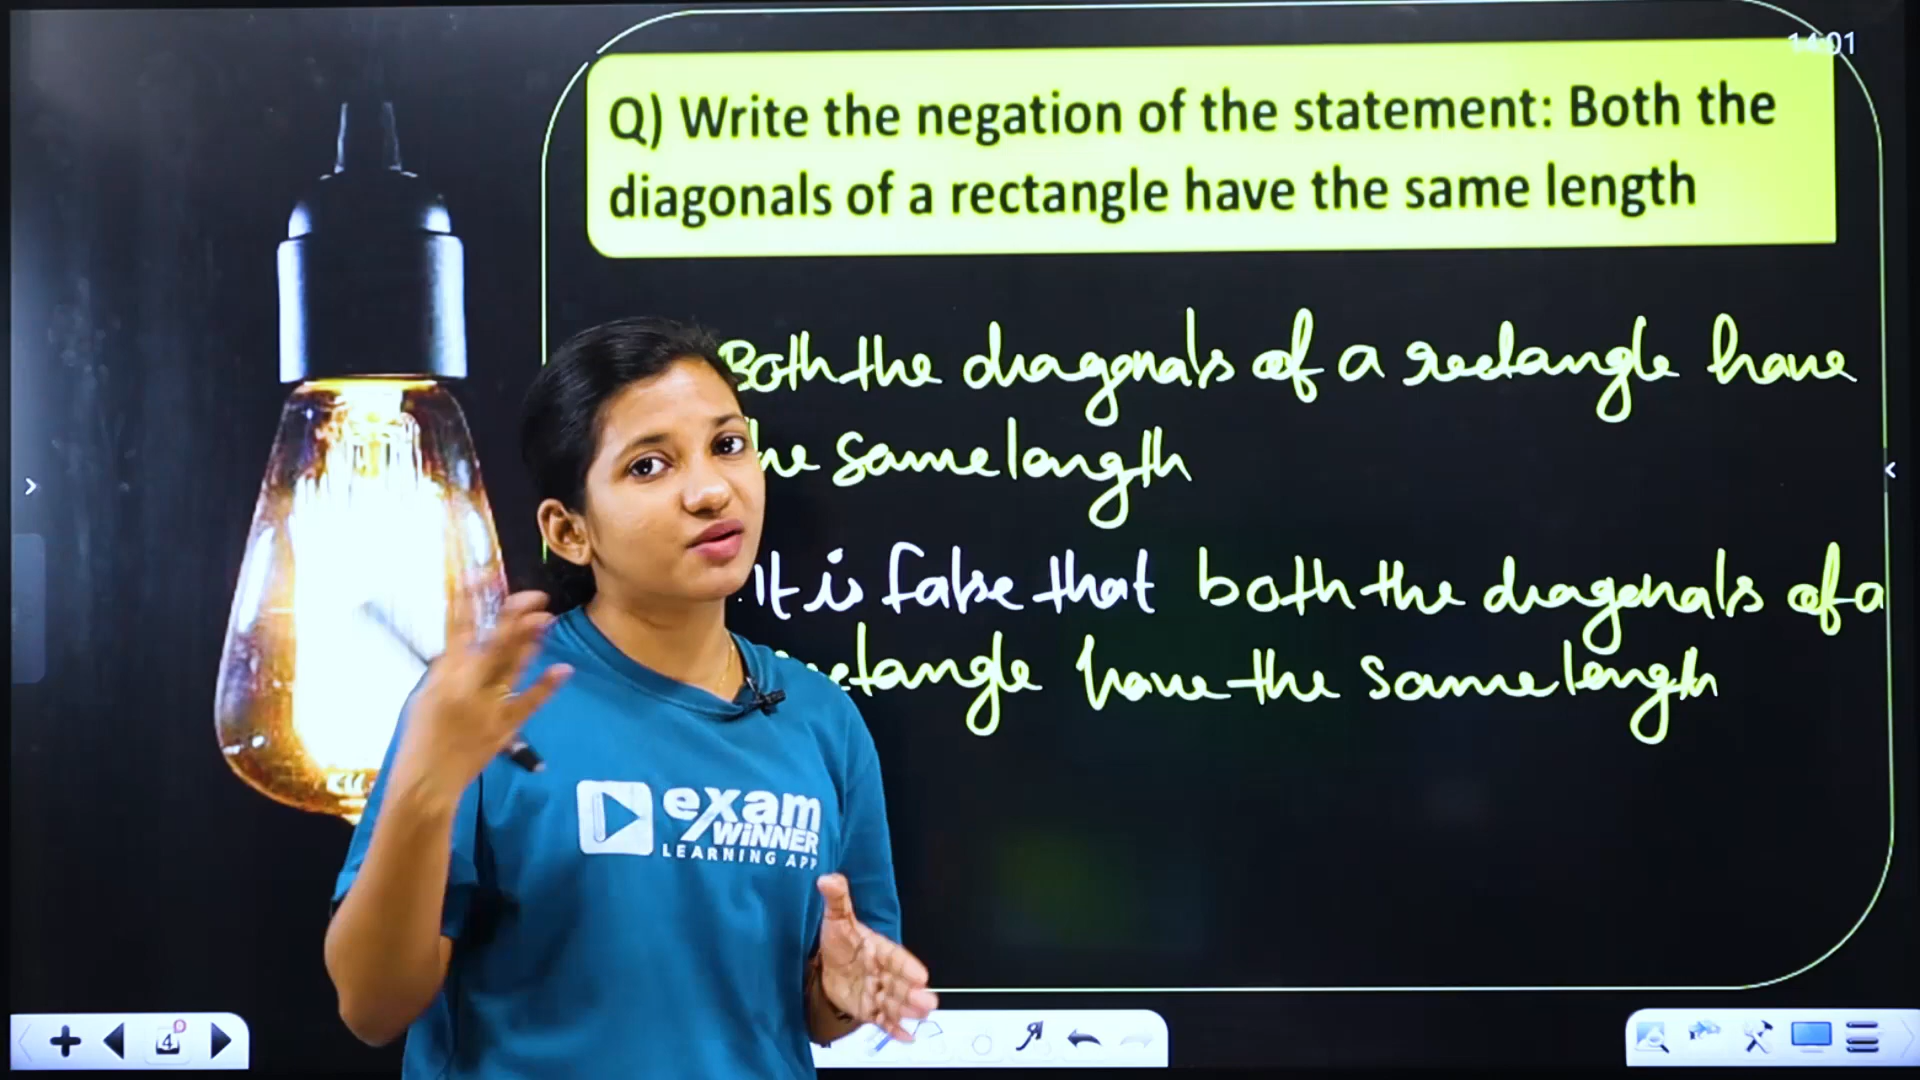 14:01
Q) Write the negation of the statement: Both the
diagonals of a rectangle have the same length
Both the diagonals of a rectangle have
the same length
It is false that both the diagonals of a
rectangle have the same length
exam
WINNER
LEARNING APP
4